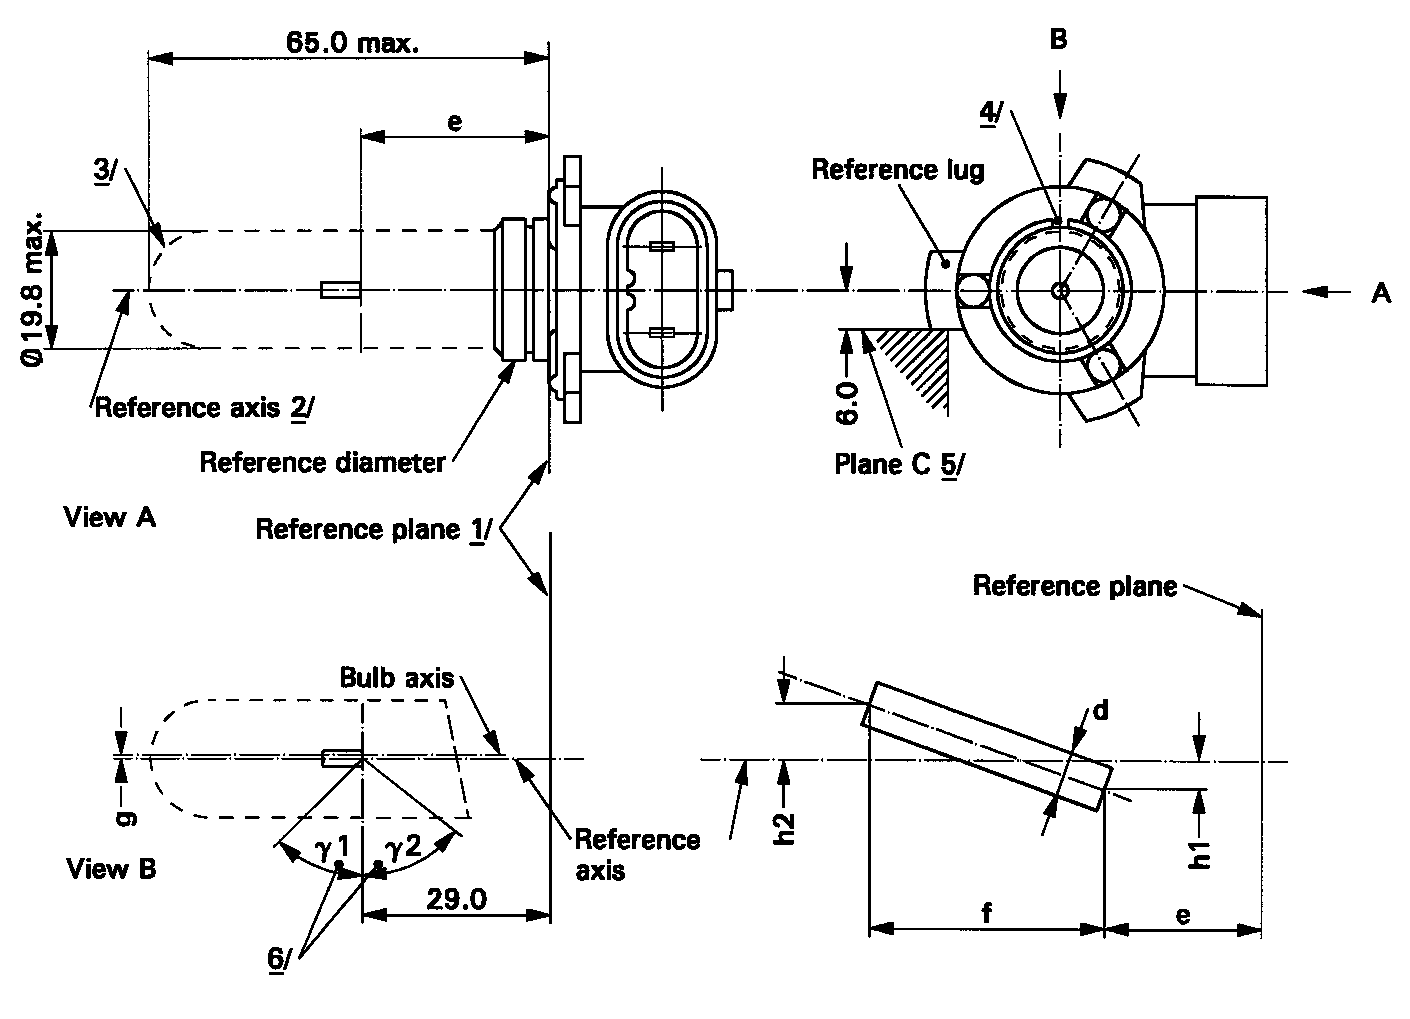 65.0 max.
B
e
4/
3/
Reference lug
Ø19.8 max.
A
6.0
Reference axis 2/
Reference diameter
Plane C 5/
View A
Reference plane 1/
Reference plane
Bulb axis
d
g
h2
Reference
axis
γ1
γ2
h1
View B
29.0
f
e
6/